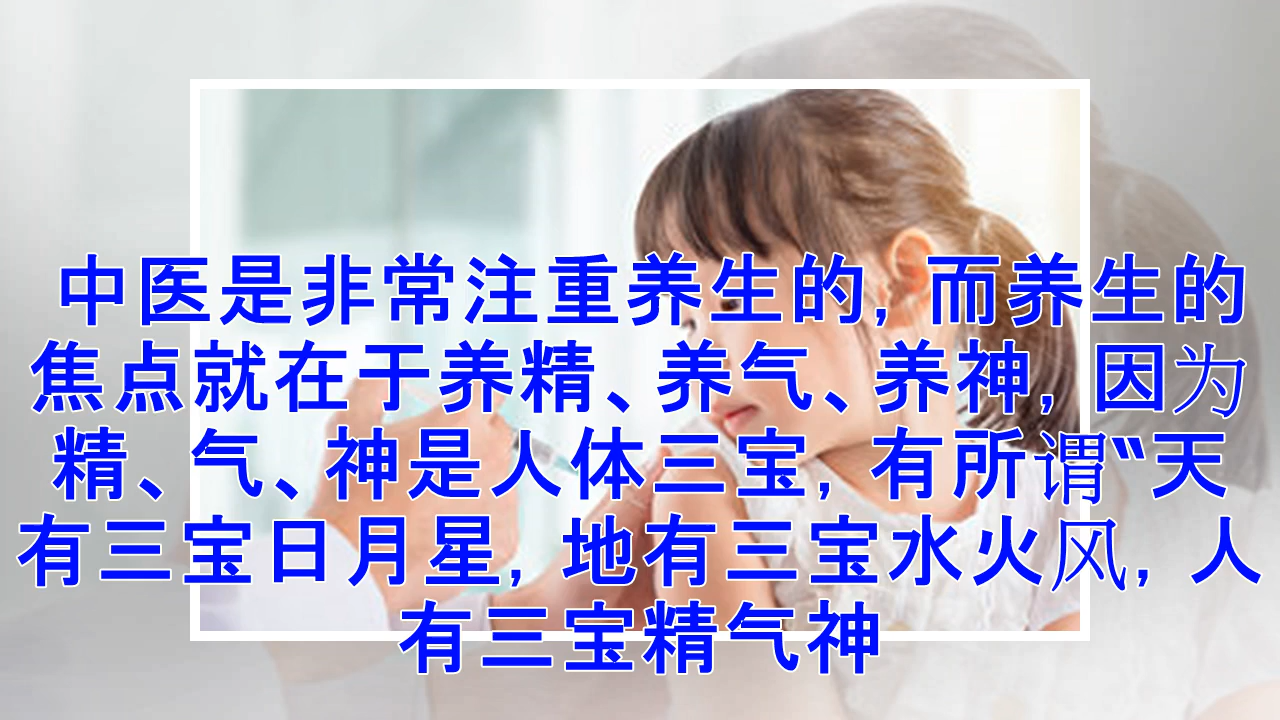 中医是非常注重养生的,而养生的
焦点就在于养精、养气、养神,因为
精、气、神是人体三宝,有所谓“天
有三宝日月星,地有三宝水火风,人
有三宝精气神